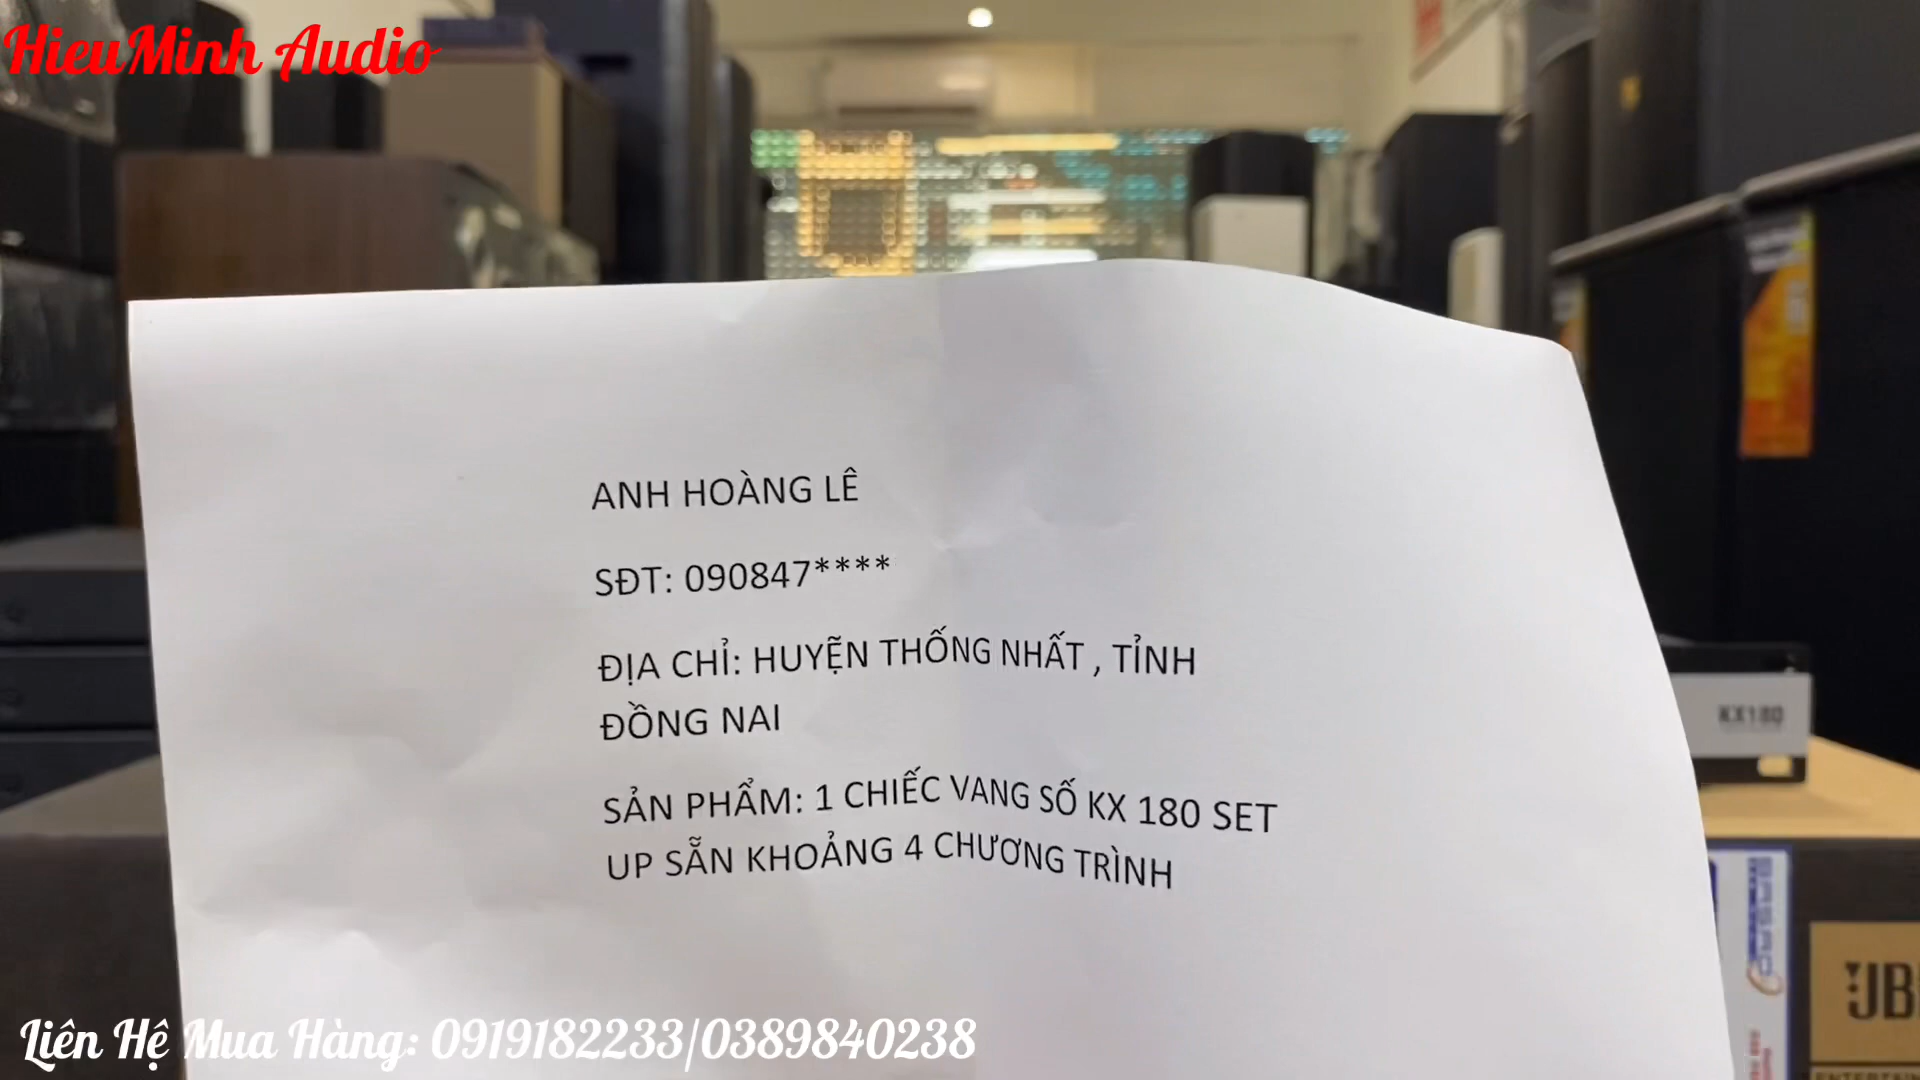 HieuMinh Audio
ANH HOÀNG LÊ
SĐT: 090847****
ĐỊA CHỈ: HUYỆN THỐNG NHẤT , TỈNH
ĐỒNG NAI
SẢN PHẨM: 1 CHIẾC VANG SỐ KX 180 SET
UP SẴN KHOẢNG 4 CHƯƠNG TRÌNH
KX180
JB
Liên Hệ Mua Hàng: 0919182233/0389840238